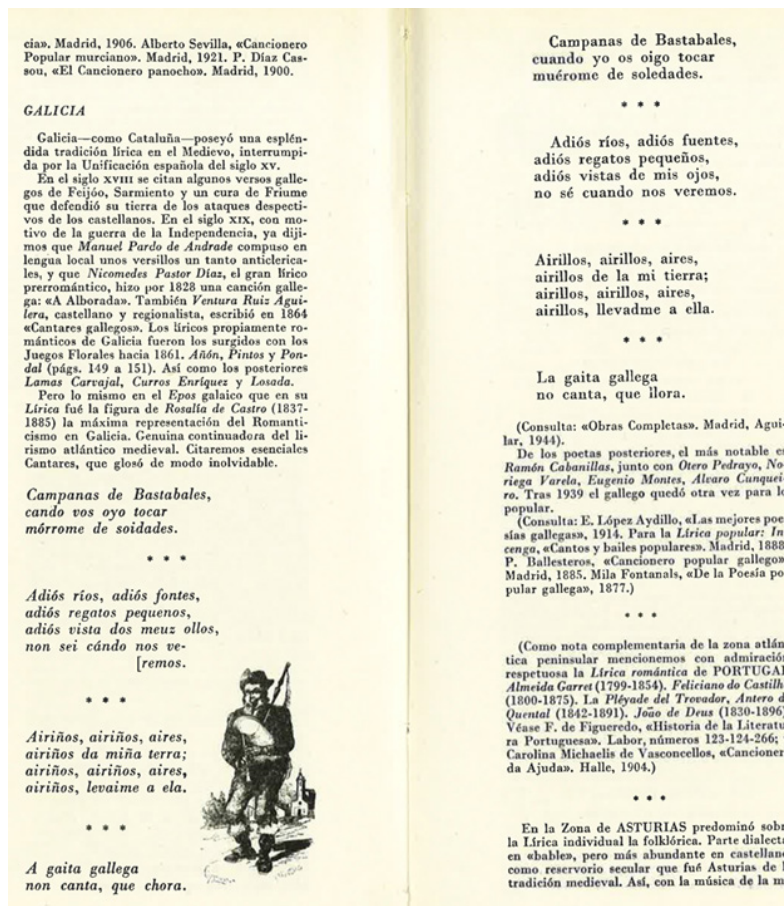 cia». Madrid, 1906. Alberto Sevilla, «Cancionero
Popular murciano». Madrid, 1921. P. Díaz Cas-
sou, «El Cancionero panocho». Madrid, 1900.
GALICIA
Galicia—como Cataluña—poseyó una esplén-
dida tradición lírica en el Medievo, interrumpi-
da por la Unificación española del siglo XV.
En el siglo XVIII se citan algunos versos galle-
gos de Feijóo, Sarmiento y un cura de Friume
que defendió su tierra de los ataques despecti-
vos de los castellanos. En el siglo XIX, con mo-
tivo de la guerra de la Independencia, ya diji-
mos que Manuel Pardo de Andrade compuso en
lengua local unos versillos un tanto anticlerica-
les, y que Nicomedes Pastor Díaz, el gran lírico
prerromántico, hizo por 1828 una canción galle-
ga: «A Alborada». También Ventura Ruiz Agui-
lera, castellano y regionalista, escribió en 1864
«Cantares gallegos». Los líricos propiamente ro-
mánticos de Galicia fueron los surgidos con los
Juegos Florales hacia 1861. Añón, Pintos y Pon-
dal (págs. 149 a 151). Así como los posteriores
Lamas Carvajal, Curros Enríquez y Losada.
Pero lo mismo en el Epos galaico que en su
Lírica fué la figura de Rosalía de Castro (1837-
1885) la máxima representación del Romanti-
cismo en Galicia. Genuina continuadora del li-
rismo atlántico medieval. Citaremos esenciales
Cantares, que glosó de modo inolvidable.
Campanas de Bastabales,
cando vos oyo tocar
mórrome de soidades.
* * *
Adiós ríos, adiós fontes,
adiós regatos pequenos,
adiós vista dos meuz ollos,
non sei cándo nos ve-
[remos.
* * *
Airiños, airiños, aires,
airiños da miña terra;
airiños, airiños, aires,
airiños, levaime a ela.
* * *
A gaita gallega
non canta, que chora.
Campanas de Bastabales,
cuando yo os oigo tocar
muérome de soledades.
* * *
Adiós ríos, adiós fuentes,
adiós regatos pequeños,
adiós vistas de mis ojos,
no sé cuando nos veremos.
* * *
Airillos, airillos, aires,
airillos de la mi tierra;
airillos, airillos, aires,
airillos, llevadme a ella.
* * *
La gaita gallega
no canta, que llora.
(Consulta: «Obras Completas». Madrid, Agui-
lar, 1944).
De los poetas posteriores, el más notable es
Ramón Cabanillas, junto con Otero Pedrayo, No-
riega Varela, Eugenio Montes, Alvaro Cunquei-
ro. Tras 1939 el gallego quedó otra vez para lo
popular.
(Consulta: E. López Aydillo, «Las mejores poe-
sías gallegas», 1914. Para la Lírica popular: In-
cenga, «Cantos y bailes populares». Madrid, 1888.
P. Ballesteros, «Cancionero popular gallego».
Madrid, 1885. Mila Fontanals, «De la Poesía po-
pular gallega», 1877.)
* * *
(Como nota complementaria de la zona atlán-
tica peninsular mencionemos con admiración
respetuosa la Lírica romántica de PORTUGAL
Almeida Garret (1799-1854). Feliciano do Castilh
(1800-1875). La Pléyade del Trovador, Antero d
Quental (1842-1891). João de Deus (1830-1896)
Véase F. de Figueredo, «Historia de la Literatu
ra Portuguesa». Labor, números 123-124-266;
Carolina Michaelis de Vasconcellos, «Cancioner
da Ajuda». Halle, 1904.)
* * *
En la Zona de ASTURIAS predominó sobr
la Lírica individual la folklórica. Parte dialecta
en «bable», pero más abundante en castellano
como reservorio secular que fué Asturias de l
tradición medieval. Así, con la música de la m